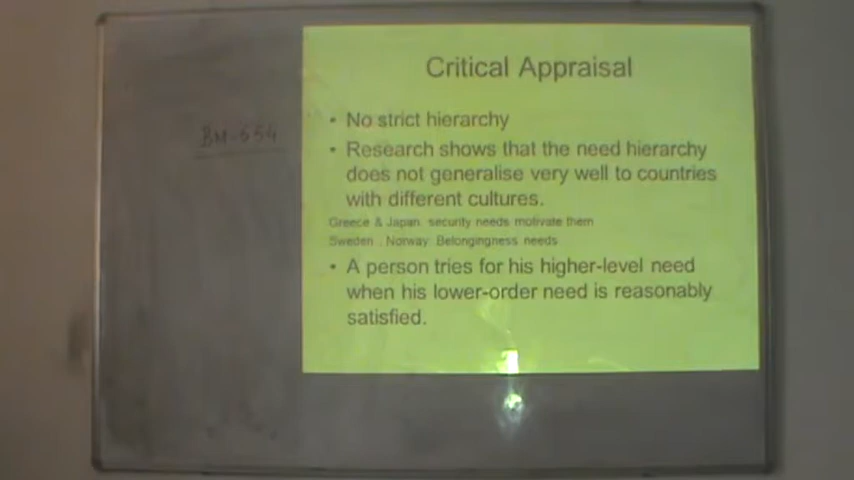 Critical Appraisal
BM-554
• No strict hierarchy
• Research shows that the need hierarchy
does not generalise very well to countries
with different cultures.
Greece & Japan: security needs motivate them
Sweden , Norway: Belongingness needs
• A person tries for his higher-level need
when his lower-order need is reasonably
satisfied.